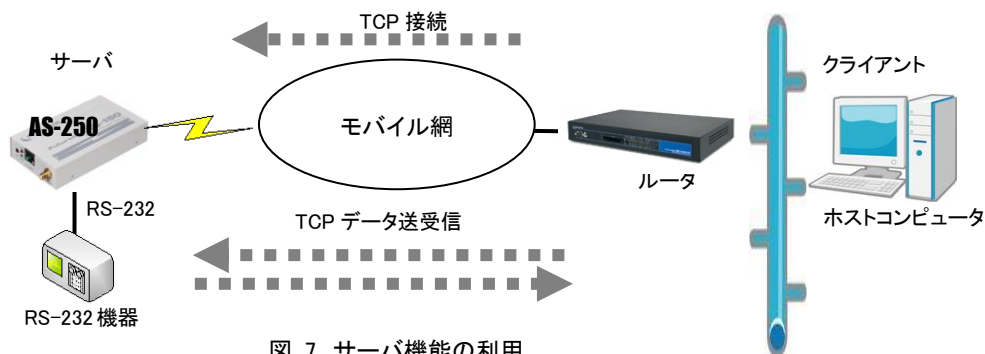 TCP 接続
サーバ
クライアント
AS-250
モバイル網
ルータ
ホストコンピュータ
RS-232
TCP データ送受信
RS-232 機器
図 7 サーバ機能の利用